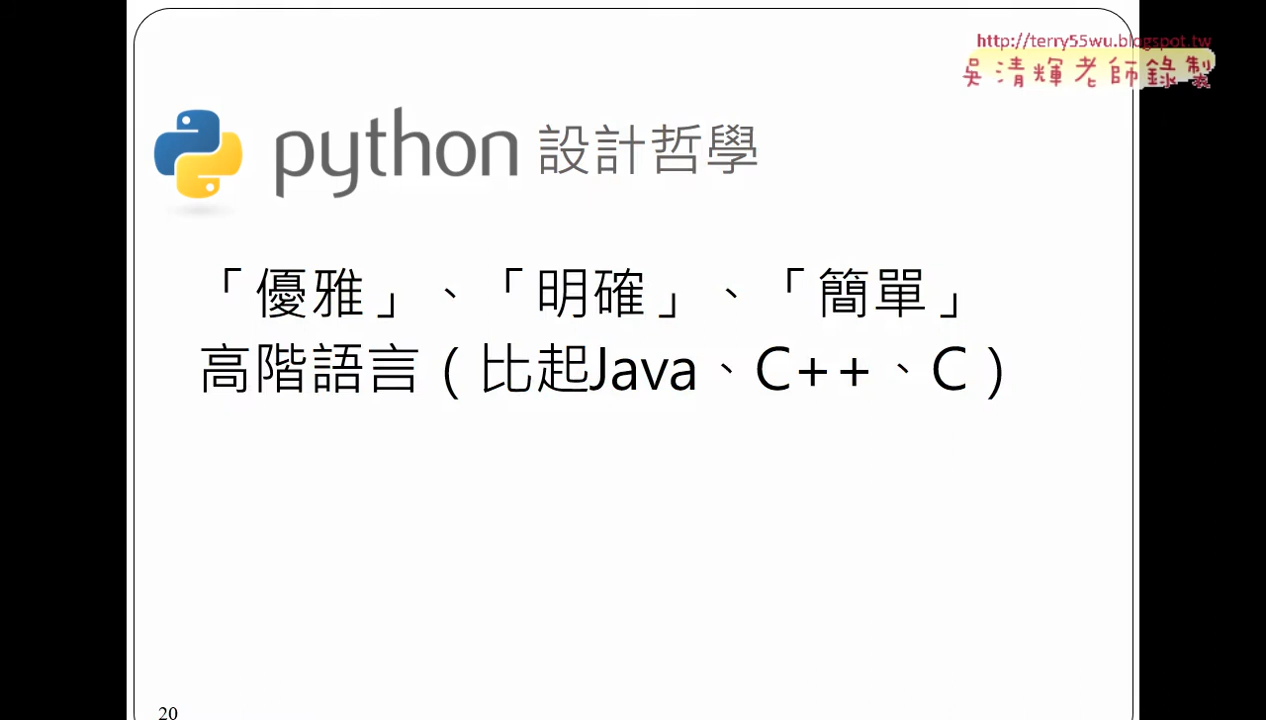 http://terry55wu.blogspot.tw
吳清輝老師錄製
python 設計哲學
「優雅」、「明確」、「簡單」
高階語言（比起Java、C++、C）
20